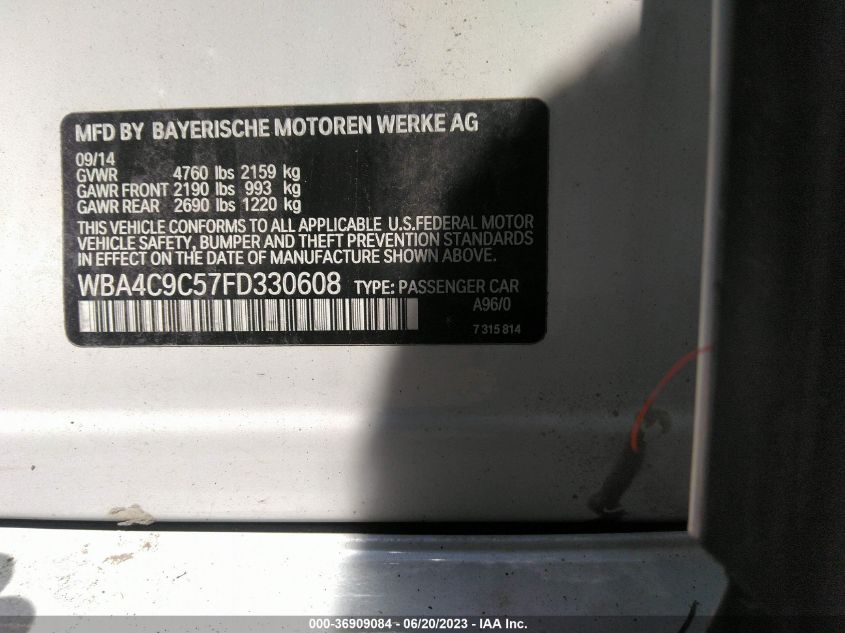 MFD BY BAYERISCHE MOTOREN WERKE AG
09/14
GVWR 4760 lbs 2159 kg
GAWR FRONT 2190 lbs 993 kg
GAWR REAR 2690 lbs 1220 kg
THIS VEHICLE CONFORMS TO ALL APPLICABLE U.S.FEDERAL MOTOR
VEHICLE SAFETY, BUMPER AND THEFT PREVENTION STANDARDS
IN EFFECT ON THE DATE OF MANUFACTURE SHOWN ABOVE.
WBA4C9C57FD330608 TYPE: PASSENGER CAR
A96/0
7 315 814
000-36909084 - 06/20/2023 - IAA Inc.